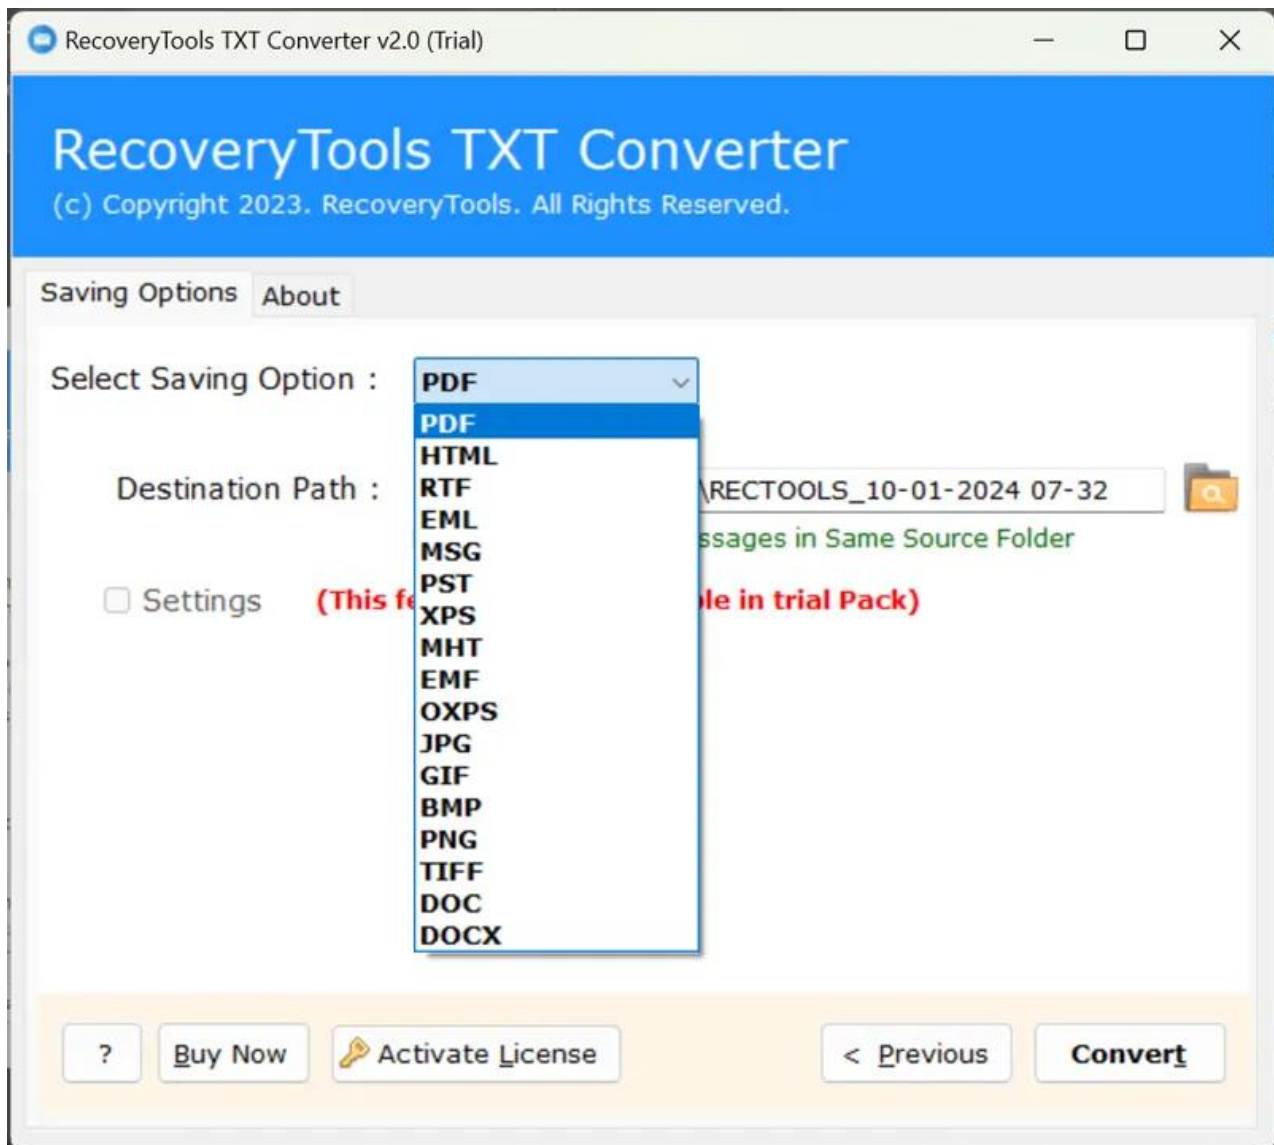 RecoveryTools TXT Converter v2.0 (Trial)
RecoveryTools TXT Converter
(c) Copyright 2023. RecoveryTools. All Rights Reserved.
Saving Options About
Select Saving Option : PDF
PDF
HTML
Destination Path : \RECTOOLS_10-01-2024 07-32
RTF
EML
in Same Source Folder
MSG
PST
Settings (This in trial Pack)
XPS
MHT
EMF
OXPS
JPG
GIF
BMP
PNG
TIFF
DOC
DOCX
? Buy Now Activate License < Previous Convert